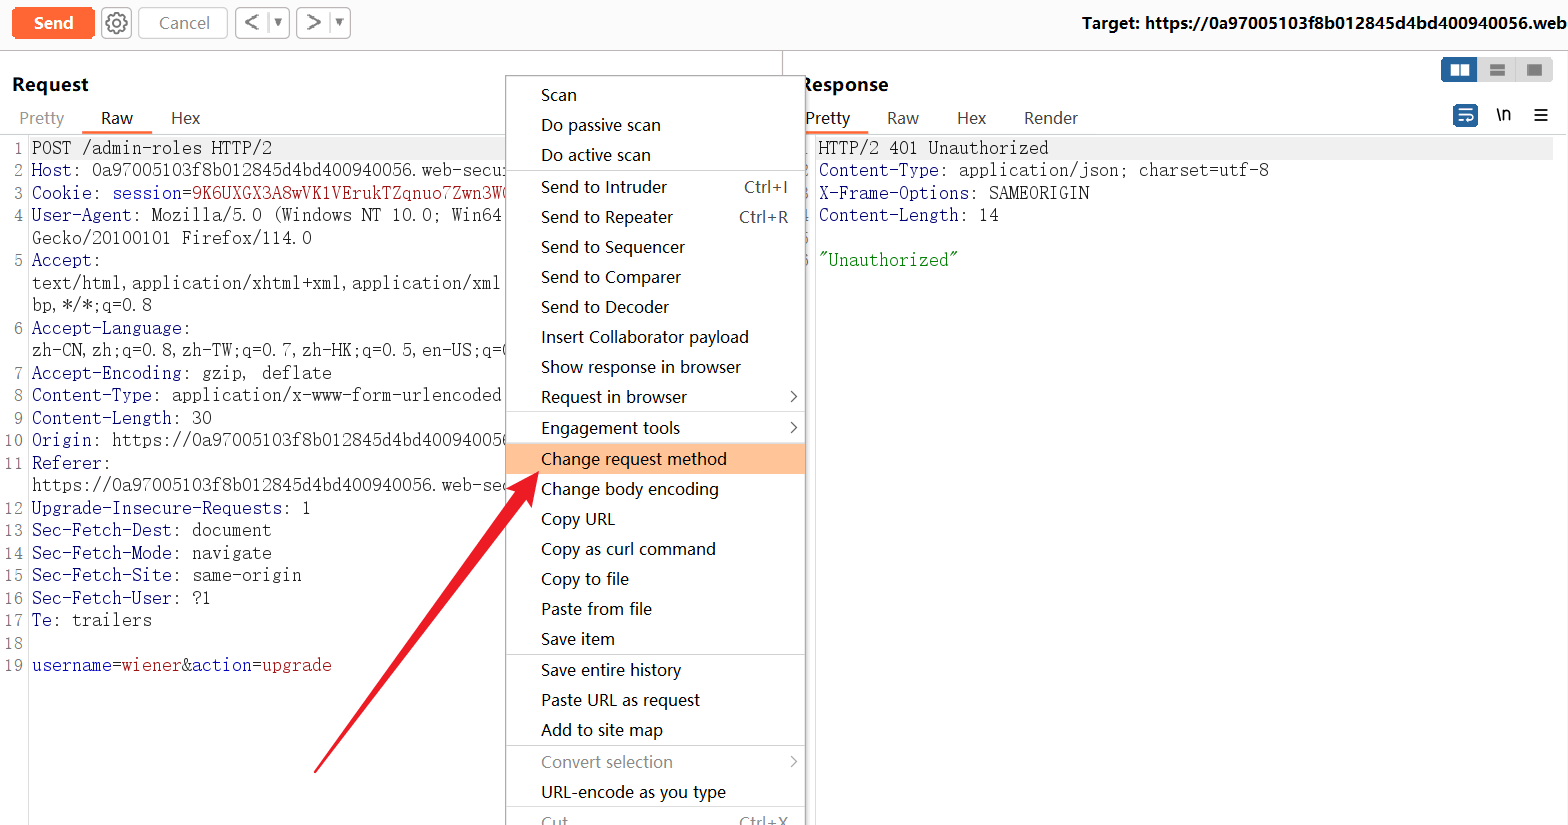 Send
Cancel
Target: https://0a97005103f8b012845d4bd400940056.web
Request
Pretty
Raw
Hex
1 POST /admin-roles HTTP/2
2 Host: 0a97005103f8b012845d4bd400940056.web-secu
3 Cookie: session=9K6UXGX3A8wVK1VErukTZqnuo7Zwn3W
4 User-Agent: Mozilla/5.0 (Windows NT 10.0; Win64
Gecko/20100101 Firefox/114.0
5 Accept:
text/html,application/xhtml+xml,application/xml
bp,*/*;q=0.8
6 Accept-Language:
zh-CN,zh;q=0.8,zh-TW;q=0.7,zh-HK;q=0.5,en-US;q=
7 Accept-Encoding: gzip, deflate
8 Content-Type: application/x-www-form-urlencoded
9 Content-Length: 30
10 Origin: https://0a97005103f8b012845d4bd400940056
11 Referer:
https://0a97005103f8b012845d4bd400940056.web-sec
12 Upgrade-Insecure-Requests: 1
13 Sec-Fetch-Dest: document
14 Sec-Fetch-Mode: navigate
15 Sec-Fetch-Site: same-origin
16 Sec-Fetch-User: ?1
17 Te: trailers
18
19 username=wiener&action=upgrade
Scan
Do passive scan
Do active scan
Send to Intruder Ctrl+I
Send to Repeater Ctrl+R
Send to Sequencer
Send to Comparer
Send to Decoder
Insert Collaborator payload
Show response in browser
Request in browser
Engagement tools
Change request method
Change body encoding
Copy URL
Copy as curl command
Copy to file
Paste from file
Save item
Save entire history
Paste URL as request
Add to site map
Convert selection
URL-encode as you type
Cut Ctrl+X
Response
Pretty
Raw
Hex
Render
\n
HTTP/2 401 Unauthorized
Content-Type: application/json; charset=utf-8
X-Frame-Options: SAMEORIGIN
Content-Length: 14
"Unauthorized"